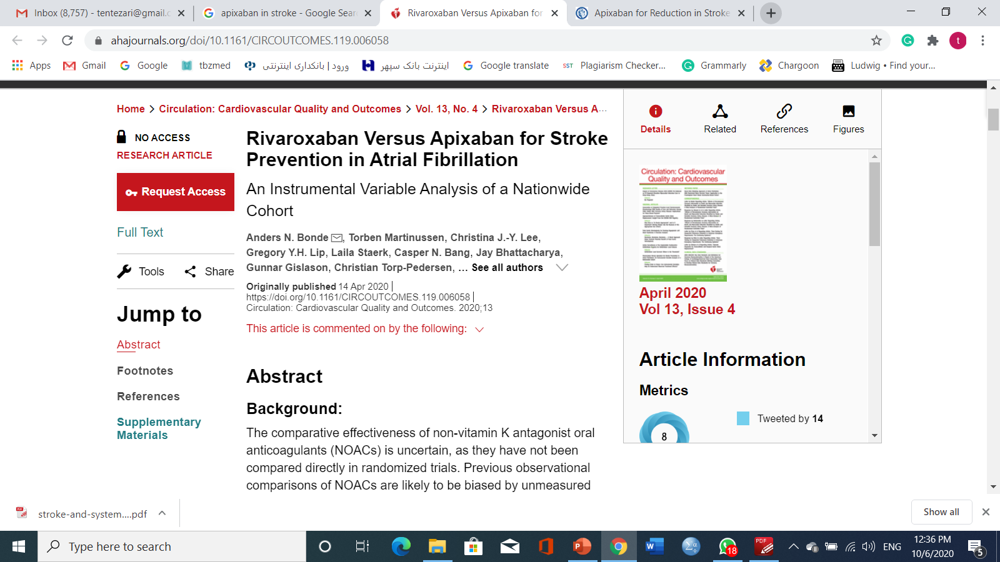 Inbox (8,757) - tentezari@gmail.c
apixaban in stroke - Google Sear
Rivaroxaban Versus Apixaban for
Apixaban for Reduction in Stroke
ahajournals.org/doi/10.1161/CIRCOUTCOMES.119.006058
t
Apps
Gmail
Google
tbzmed
ورود | بانکداری اینترنتی
اینترنت بانک سپهر
Google translate
SST Plagiarism Checker...
Grammarly
Chargoon
Ludwig • Find your...
Home > Circulation: Cardiovascular Quality and Outcomes > Vol. 13, No. 4 > Rivaroxaban Versus A...
NO ACCESS
RESEARCH ARTICLE
Request Access
Full Text
Tools
Share
Jump to
Abstract
Footnotes
References
Supplementary
Materials
Rivaroxaban Versus Apixaban for Stroke
Prevention in Atrial Fibrillation
An Instrumental Variable Analysis of a Nationwide
Cohort
Anders N. Bonde, Torben Martinussen, Christina J.-Y. Lee,
Gregory Y.H. Lip, Laila Staerk, Casper N. Bang, Jay Bhattacharya,
Gunnar Gislason, Christian Torp-Pedersen, ... See all authors
Originally published 14 Apr 2020 |
https://doi.org/10.1161/CIRCOUTCOMES.119.006058 |
Circulation: Cardiovascular Quality and Outcomes. 2020;13
This article is commented on by the following:
Abstract
Background:
The comparative effectiveness of non-vitamin K antagonist oral
anticoagulants (NOACs) is uncertain, as they have not been
compared directly in randomized trials. Previous observational
comparisons of NOACs are likely to be biased by unmeasured
Details
Related
References
Figures
Circulation: Cardiovascular
Quality and Outcomes
April 2020
Vol 13, Issue 4
Article Information
Metrics
8
Tweeted by 14
stroke-and-system....pdf
Show all
Type here to search
18
PDF
ENG
12:36 PM
10/6/2020
5